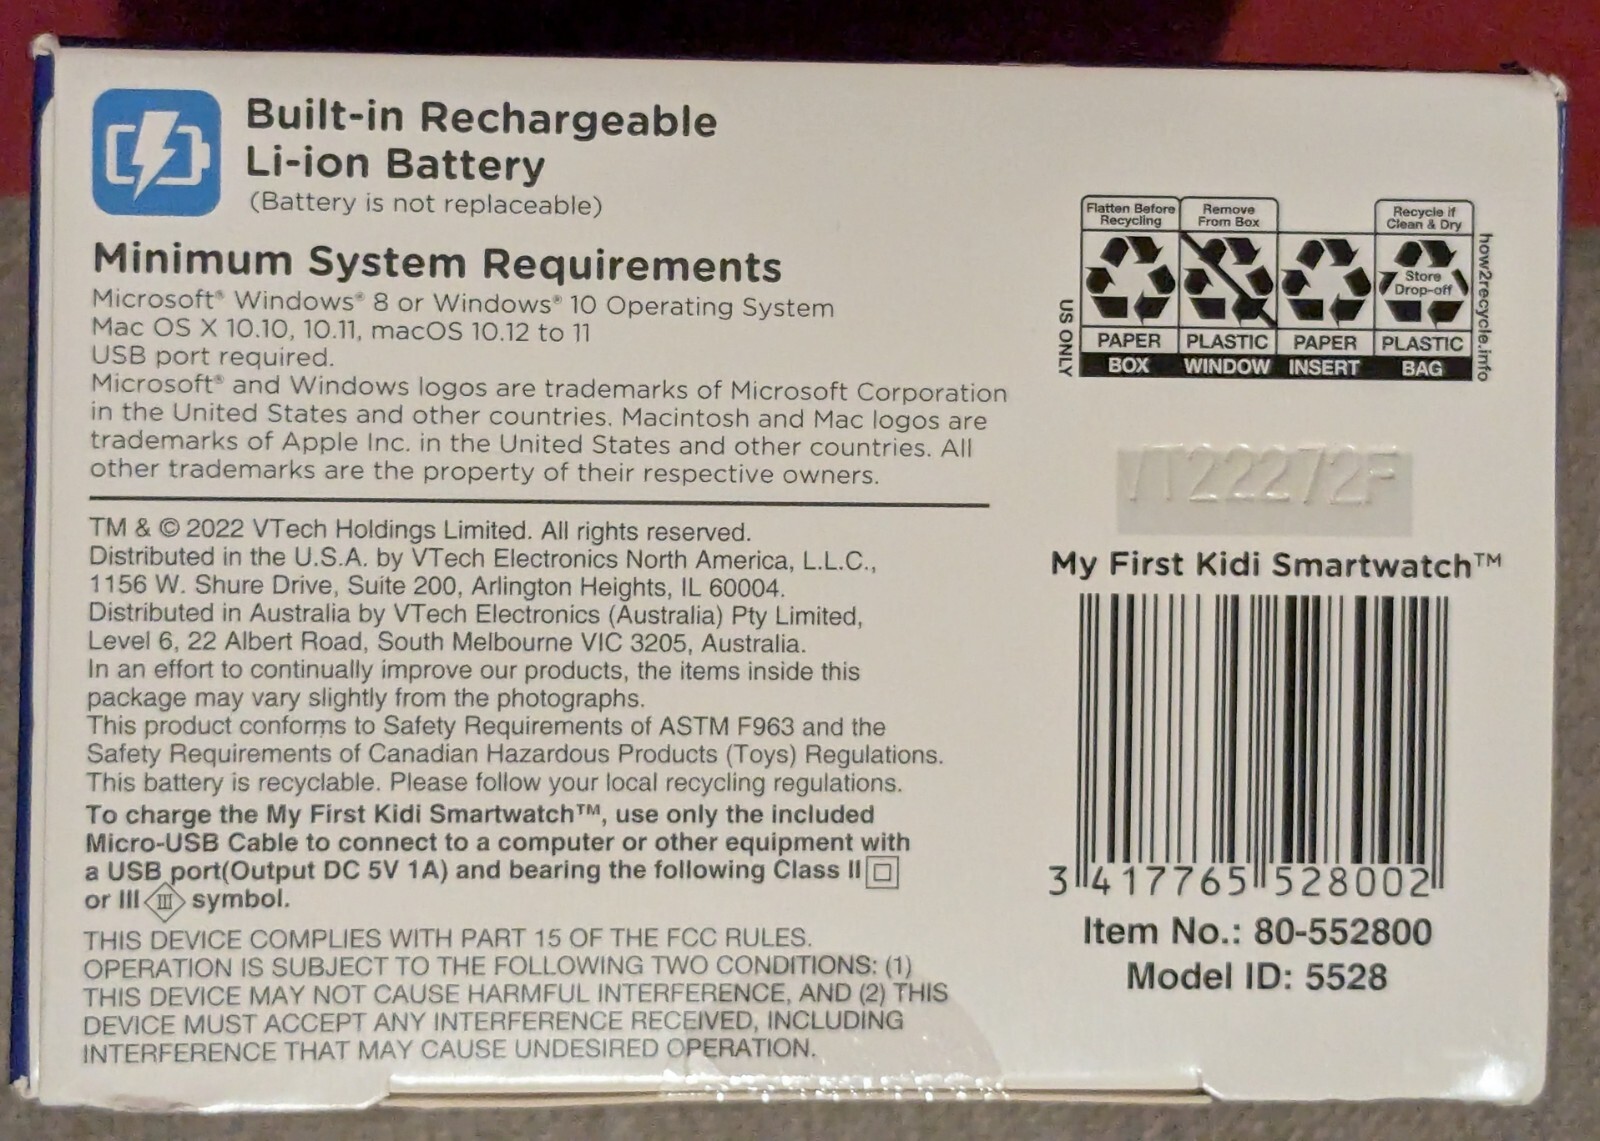 Built-in Rechargeable
Li-ion Battery
(Battery is not replaceable)
Minimum System Requirements
Microsoft® Windows® 8 or Windows® 10 Operating System
Mac OS X 10.10, 10.11, macOS 10.12 to 11
USB port required.
Microsoft® and Windows logos are trademarks of Microsoft Corporation
in the United States and other countries. Macintosh and Mac logos are
trademarks of Apple Inc. in the United States and other countries. All
other trademarks are the property of their respective owners.
TM & © 2022 VTech Holdings Limited. All rights reserved.
Distributed in the U.S.A. by VTech Electronics North America, L.L.C.,
1156 W. Shure Drive, Suite 200, Arlington Heights, IL 60004.
Distributed in Australia by VTech Electronics (Australia) Pty Limited,
Level 6, 22 Albert Road, South Melbourne VIC 3205, Australia.
In an effort to continually improve our products, the items inside this
package may vary slightly from the photographs.
This product conforms to Safety Requirements of ASTM F963 and the
Safety Requirements of Canadian Hazardous Products (Toys) Regulations.
This battery is recyclable. Please follow your local recycling regulations.
To charge the My First Kidi Smartwatch™, use only the included
Micro-USB Cable to connect to a computer or other equipment with
a USB port(Output DC 5V 1A) and bearing the following Class II
or III III symbol.
THIS DEVICE COMPLIES WITH PART 15 OF THE FCC RULES.
OPERATION IS SUBJECT TO THE FOLLOWING TWO CONDITIONS: (1)
THIS DEVICE MAY NOT CAUSE HARMFUL INTERFERENCE, AND (2) THIS
DEVICE MUST ACCEPT ANY INTERFERENCE RECEIVED, INCLUDING
INTERFERENCE THAT MAY CAUSE UNDESIRED OPERATION.
US ONLY
Flatten Before
Recycling
PAPER
BOX
Remove
From Box
PLASTIC
WINDOW
PAPER
INSERT
Recycle if
Clean & Dry
Store
Drop-off
PLASTIC
BAG
how2recycle.info
VT22272F
My First Kidi Smartwatch™
3 417765 528002
Item No.: 80-552800
Model ID: 5528